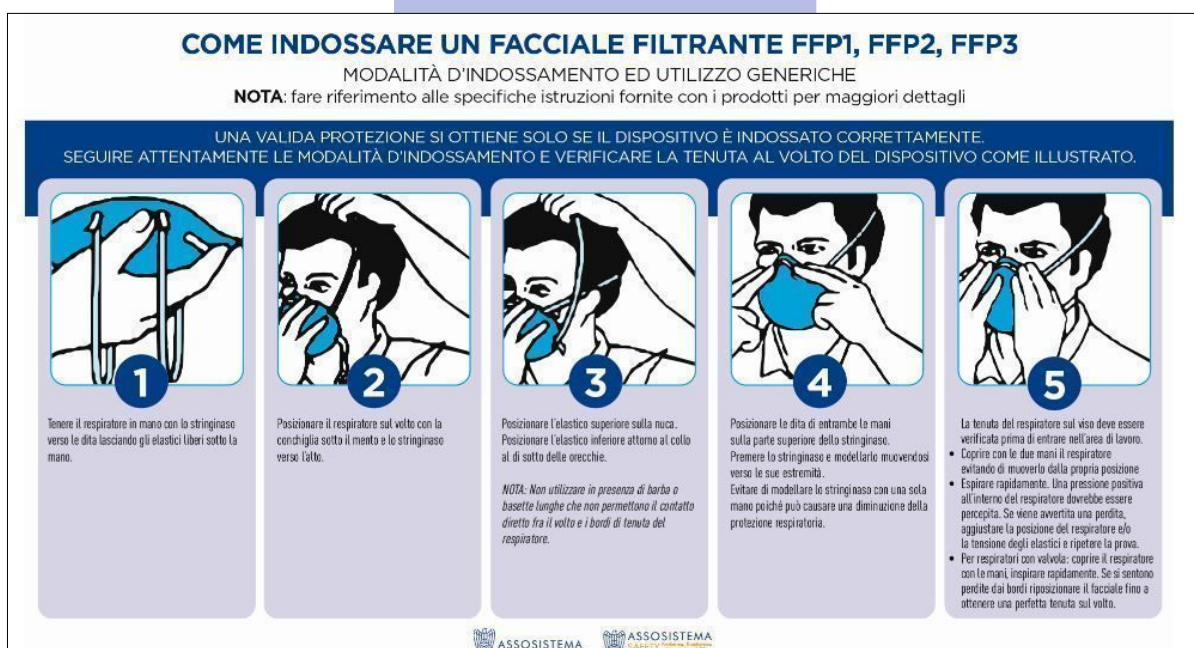 COME INDOSSARE UN FACCIALE FILTRANTE FFP1, FFP2, FFP3
MODALITÀ D'INDOSSAMENTO ED UTILIZZO GENERICHE
NOTA: fare riferimento alle specifiche istruzioni fornite con i prodotti per maggiori dettagli
UNA VALIDA PROTEZIONE SI OTTIENE SOLO SE IL DISPOSITIVO È INDOSSATO CORRETTAMENTE.
SEGUIRE ATTENTAMENTE LE MODALITÀ D'INDOSSAMENTO E VERIFICARE LA TENUTA AL VOLTO DEL DISPOSITIVO COME ILLUSTRATO.
1
Tenere il respiratore in mano con lo stringinaso
verso le dita lasciando gli elastici liberi sotto la
mano.
2
Posizionare il respiratore sul volto con la
conchiglia sotto il mento e lo stringinaso
verso l'alto.
3
Posizionare l'elastico superiore sulla nuca.
Posizionare l'elastico inferiore attorno al collo
al di sotto delle orecchie.
NOTA: Non utilizzare in presenza di barba o
basette lunghe che non permettono il contatto
diretto fra il volto e i bordi di tenuta del
respiratore.
4
Posizionare le dita di entrambe le mani
sulla parte superiore dello stringinaso.
Premere lo stringinaso e modellarlo muovendosi
verso le sue estremità.
Evitare di modellare lo stringinaso con una sola
mano poiché può causare una diminuzione della
protezione respiratoria.
5
La tenuta del respiratore sul viso deve essere
verificata prima di entrare nell'area di lavoro.
• Coprire con le due mani il respiratore
evitando di muoverlo dalla propria posizione
• Espirare rapidamente. Una pressione positiva
all'interno del respiratore dovrebbe essere
percepita. Se viene avvertita una perdita,
aggiustare la posizione del respiratore e/o
la tensione degli elastici e ripetere la prova.
• Per respiratori con valvola: coprire il respiratore
con le mani, inspirare rapidamente. Se si sentono
perdite dai bordi riposizionare il facciale fino a
ottenere una perfetta tenuta sul volto.
ASSOSISTEMA
ASSOSISTEMA
SAFETY